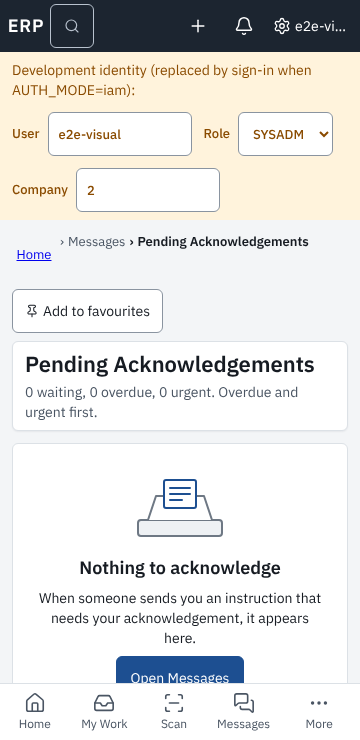 ERP e2e-vi...
Development identity (replaced by sign-in when
AUTH_MODE=iam):
User e2e-visual Role SYSADM
Company 2
Home › Messages › Pending Acknowledgements
Add to favourites
Pending Acknowledgements
0 waiting, 0 overdue, 0 urgent. Overdue and
urgent first.
Nothing to acknowledge
When someone sends you an instruction that
needs your acknowledgement, it appears
here.
Open Messages
Home My Work Scan Messages More